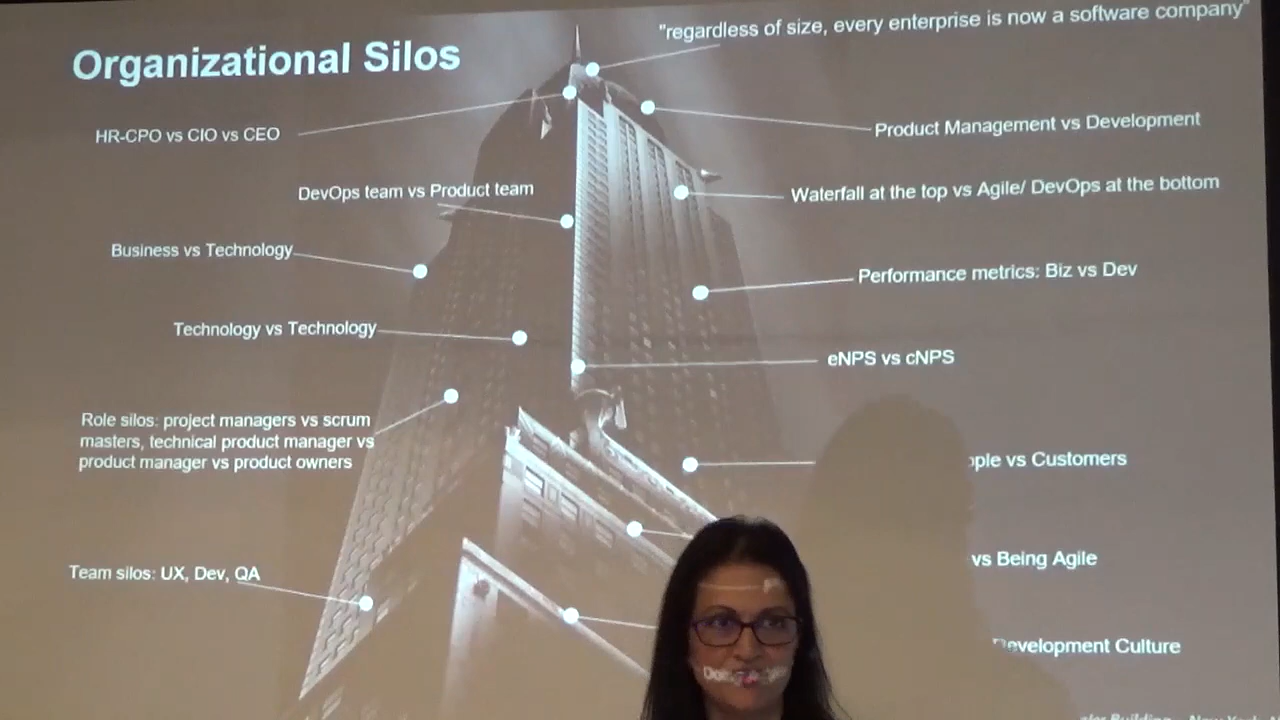 Organizational Silos
"regardless of size, every enterprise is now a software company"
HR-CPO vs CIO vs CEO
Product Management vs Development
DevOps team vs Product team
Waterfall at the top vs Agile/ DevOps at the bottom
Business vs Technology
Performance metrics: Biz vs Dev
Technology vs Technology
eNPS vs cNPS
Role silos: project managers vs scrum
masters, technical product manager vs
product manager vs product owners
vs Customers
vs Being Agile
Team silos: UX, Dev, QA
Development Culture
Building